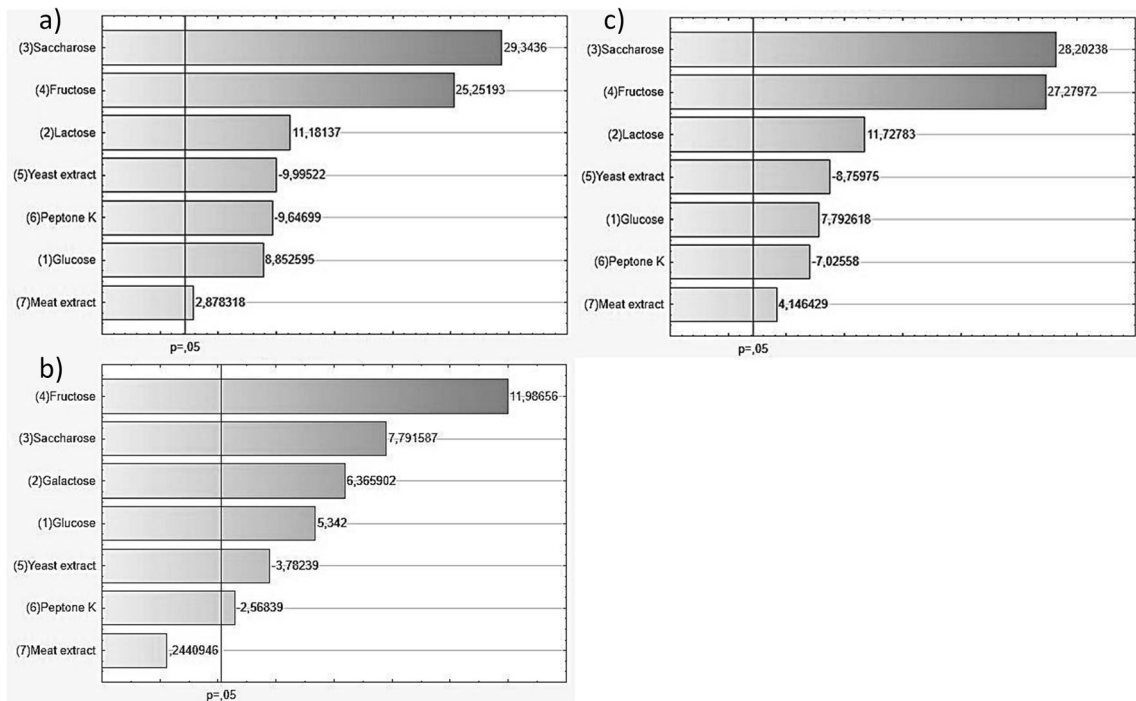 a)
(3)Saccharose 29,3436
(4)Fructose 25,25193
(2)Lactose 11,18137
(5)Yeast extract -9,99522
(6)Peptone K -9,64699
(1)Glucose 8,852595
(7)Meat extract 2,878318
p=,05
b)
(4)Fructose 11,98656
(3)Saccharose 7,791587
(2)Galactose 6,365902
(1)Glucose 5,342
(5)Yeast extract -3,78239
(6)Peptone K -2,56839
(7)Meat extract ,2440946
p=,05
c)
(3)Saccharose 28,20238
(4)Fructose 27,27972
(2)Lactose 11,72783
(5)Yeast extract -8,75975
(1)Glucose 7,792618
(6)Peptone K -7,02558
(7)Meat extract 4,146429
p=,05